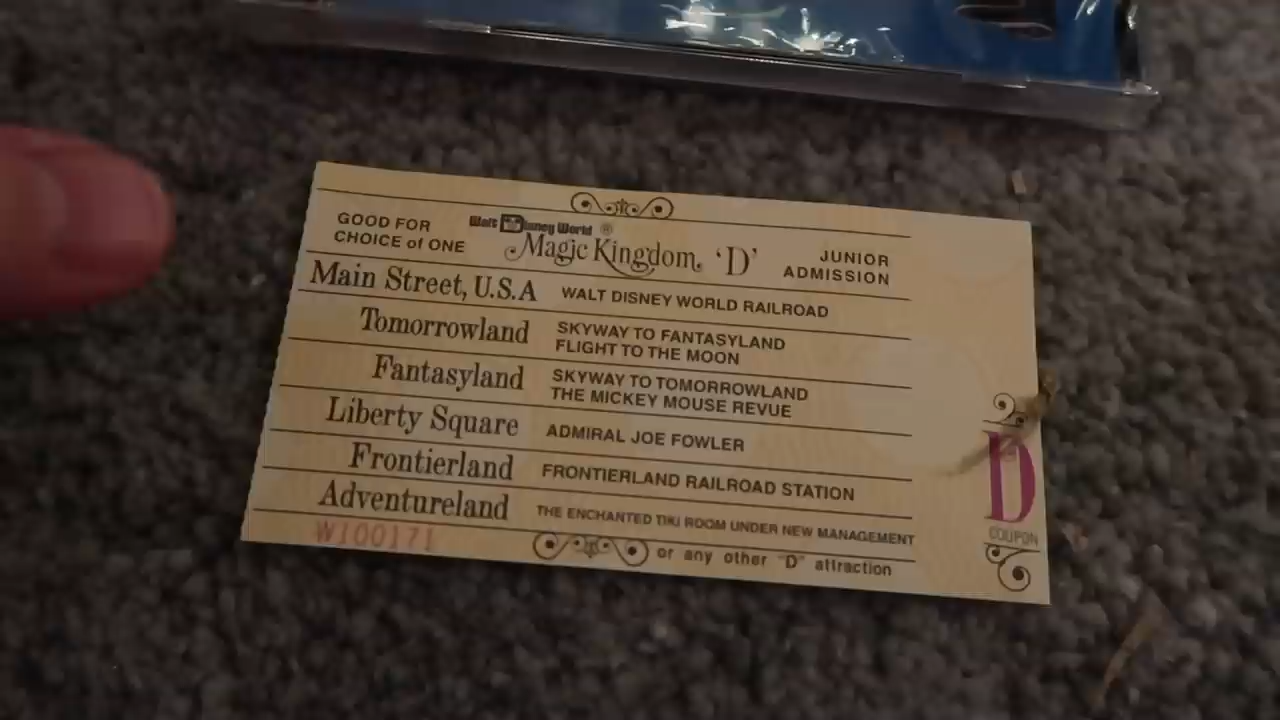 GOOD FOR
CHOICE of ONE
Walt Disney World ®
Magic Kingdom 'D'
JUNIOR
ADMISSION
Main Street, U.S.A WALT DISNEY WORLD RAILROAD
Tomorrowland SKYWAY TO FANTASYLAND
FLIGHT TO THE MOON
Fantasyland SKYWAY TO TOMORROWLAND
THE MICKEY MOUSE REVUE
Liberty Square ADMIRAL JOE FOWLER
Frontierland FRONTIERLAND RAILROAD STATION
Adventureland THE ENCHANTED TIKI ROOM UNDER NEW MANAGEMENT
W100171
or any other "D" attraction
D
COUPON